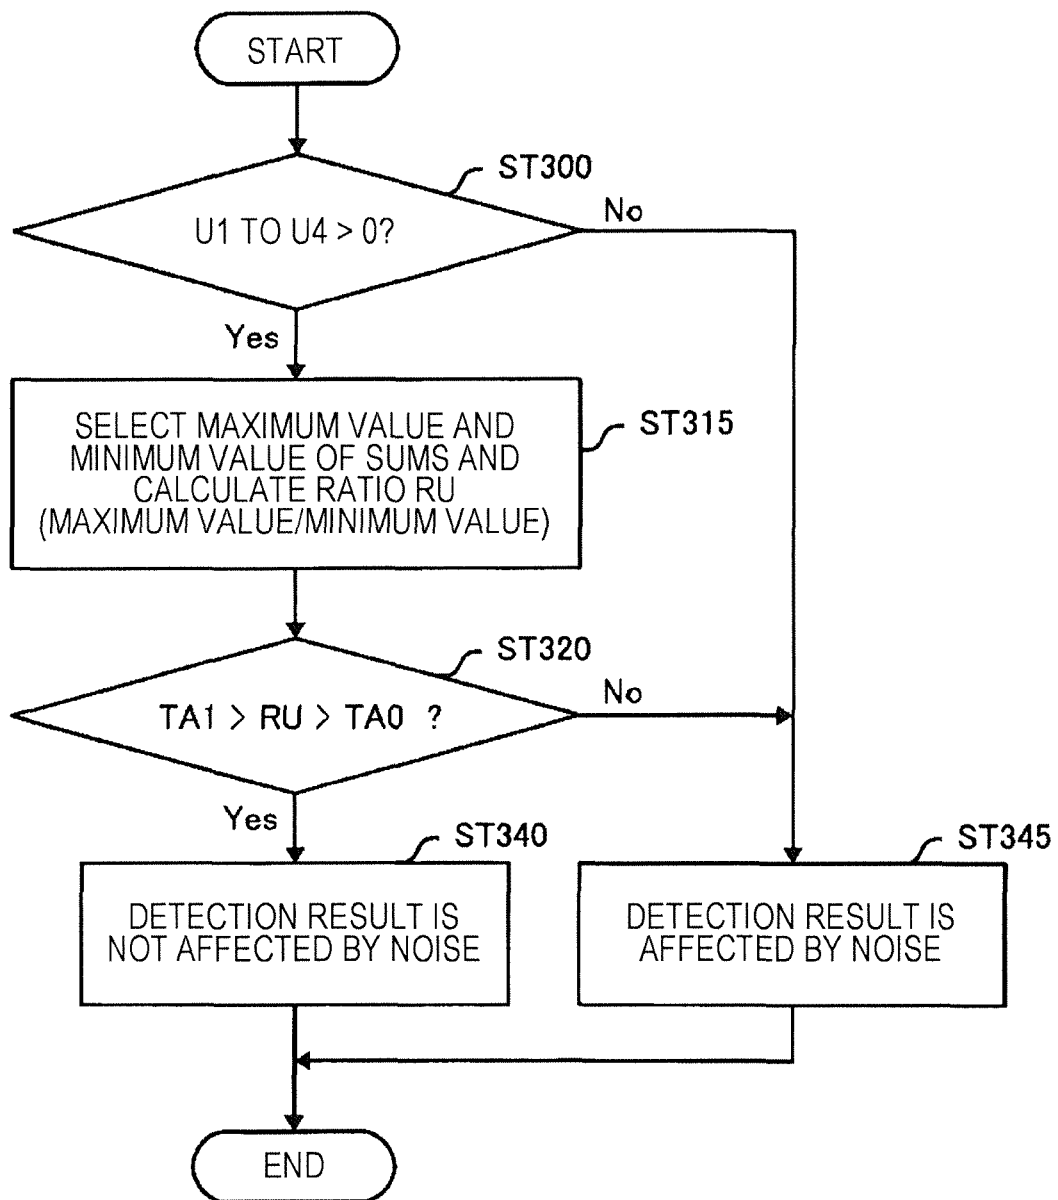 START
ST300
U1 TO U4 > 0?
No
Yes
SELECT MAXIMUM VALUE AND
MINIMUM VALUE OF SUMS AND
CALCULATE RATIO RU
(MAXIMUM VALUE/MINIMUM VALUE)
ST315
ST320
TA1 > RU > TA0 ?
No
Yes
ST340
DETECTION RESULT IS
NOT AFFECTED BY NOISE
ST345
DETECTION RESULT IS
AFFECTED BY NOISE
END